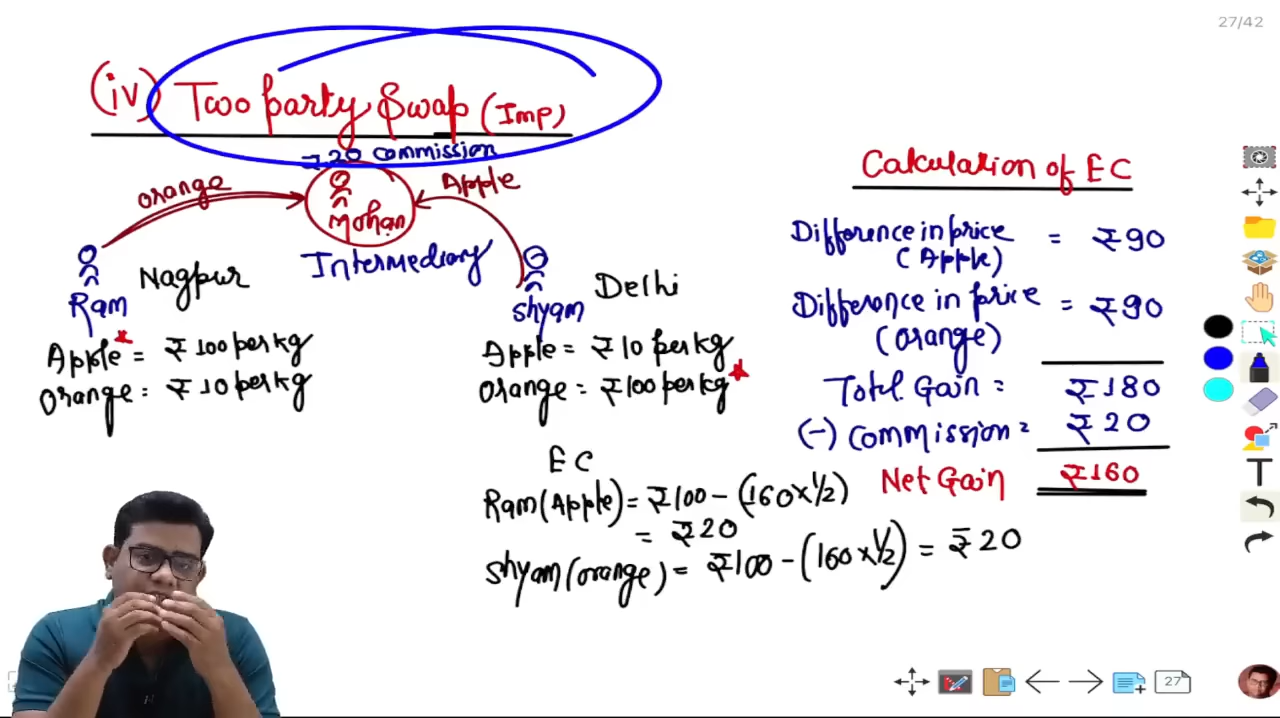 27/42
(iv) Two party Swap (Imp)
₹20 commission
orange
Apple
Mohan
Intermediary
Ram
Nagpur
Shyam
Delhi
Apple* = ₹100 per kg
Orange = ₹10 per kg
Apple = ₹10 per kg
Orange = ₹100 per kg*
Calculation of EC
Difference in price (Apple) = ₹90
Difference in price (Orange) = ₹90
Total Gain = ₹180
(-) Commission = ₹20
Net Gain ₹160
EC
Ram (Apple) = ₹100 - (160 x 1/2)
= ₹20
Shyam (orange) = ₹100 - (160 x 1/2) = ₹20
T
27